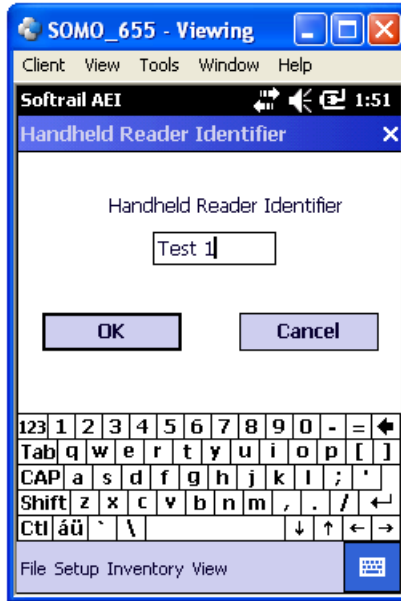 SOMO_655 - Viewing
Client View Tools Window Help
Softrail AEI 1:51
Handheld Reader Identifier
Handheld Reader Identifier
Test 1
OK Cancel
123 1 2 3 4 5 6 7 8 9 0 - =
Tab q w e r t y u i o p [ ]
CAP a s d f g h j k l ; '
Shift z x c v b n m , . /
Ctl áü ` \
File Setup Inventory View